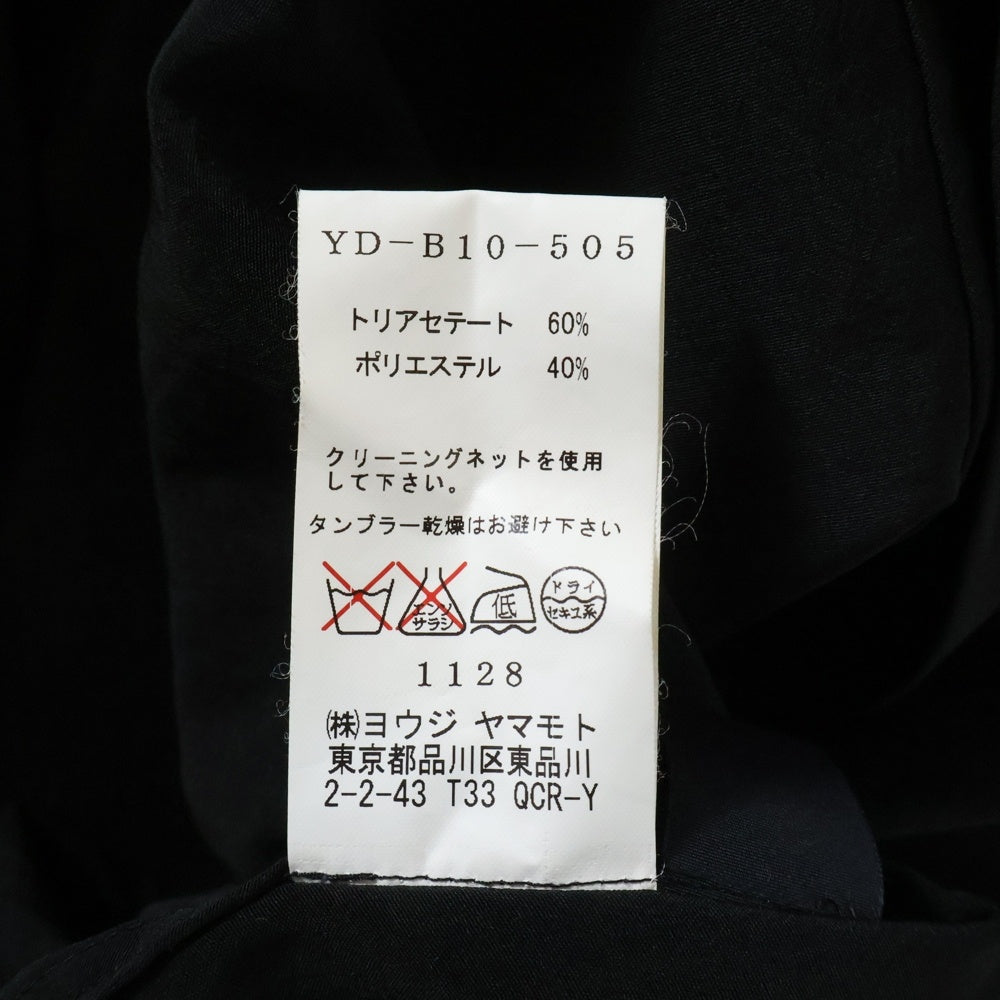 YD-B10-505
トリアセテート 60%
ポリエステル 40%
クリーニングネットを使用
して下さい。
タンブラー乾燥はお避け下さい
エンソ
サラシ
低
ドライ
セキユ系
1128
㈱ヨウジ ヤマモト
東京都品川区東品川
2-2-43 T33 QCR-Y